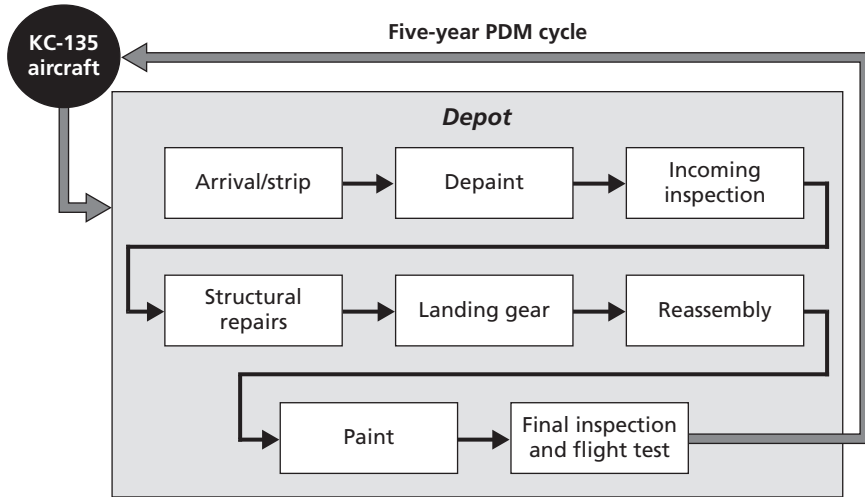 KC-135
aircraft
Five-year PDM cycle
Depot
Arrival/strip
Depaint
Incoming
inspection
Structural
repairs
Landing gear
Reassembly
Paint
Final inspection
and flight test